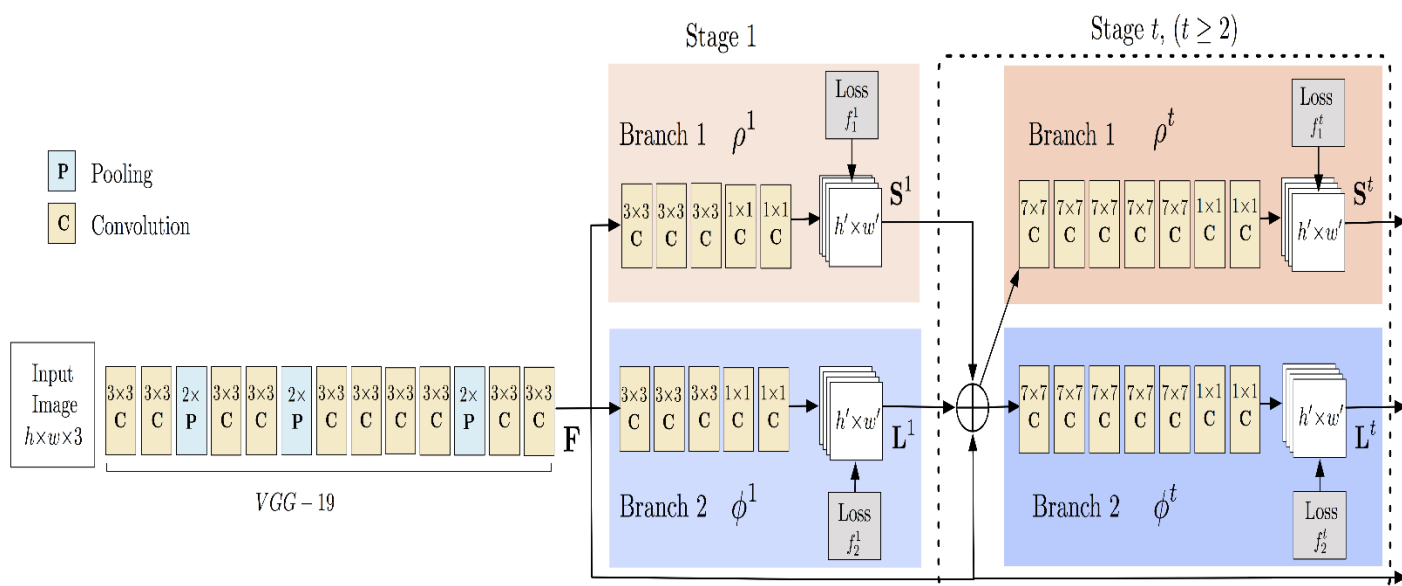 Stage 1
Stage t, (t ≥ 2)
P Pooling
C Convolution
Branch 1 ρ¹
Loss
f₁¹
3×3 3×3 3×3 1×1 1×1
C C C C C
h′×w′
S¹
Branch 1 ρᵗ
Loss
f₁ᵗ
7×7 7×7 7×7 7×7 7×7 1×1 1×1
C C C C C C C
h′×w′
Sᵗ
Input
Image
h×w×3
3×3 3×3 2× 3×3 3×3 2× 3×3 3×3 3×3 3×3 2× 3×3 3×3
C C P C C P C C C C P C C
F
VGG − 19
3×3 3×3 3×3 1×1 1×1
C C C C C
h′×w′
L¹
Branch 2 ϕ¹
Loss
f₂¹
7×7 7×7 7×7 7×7 7×7 1×1 1×1
C C C C C C C
h′×w′
Lᵗ
Branch 2 ϕᵗ
Loss
f₂ᵗ